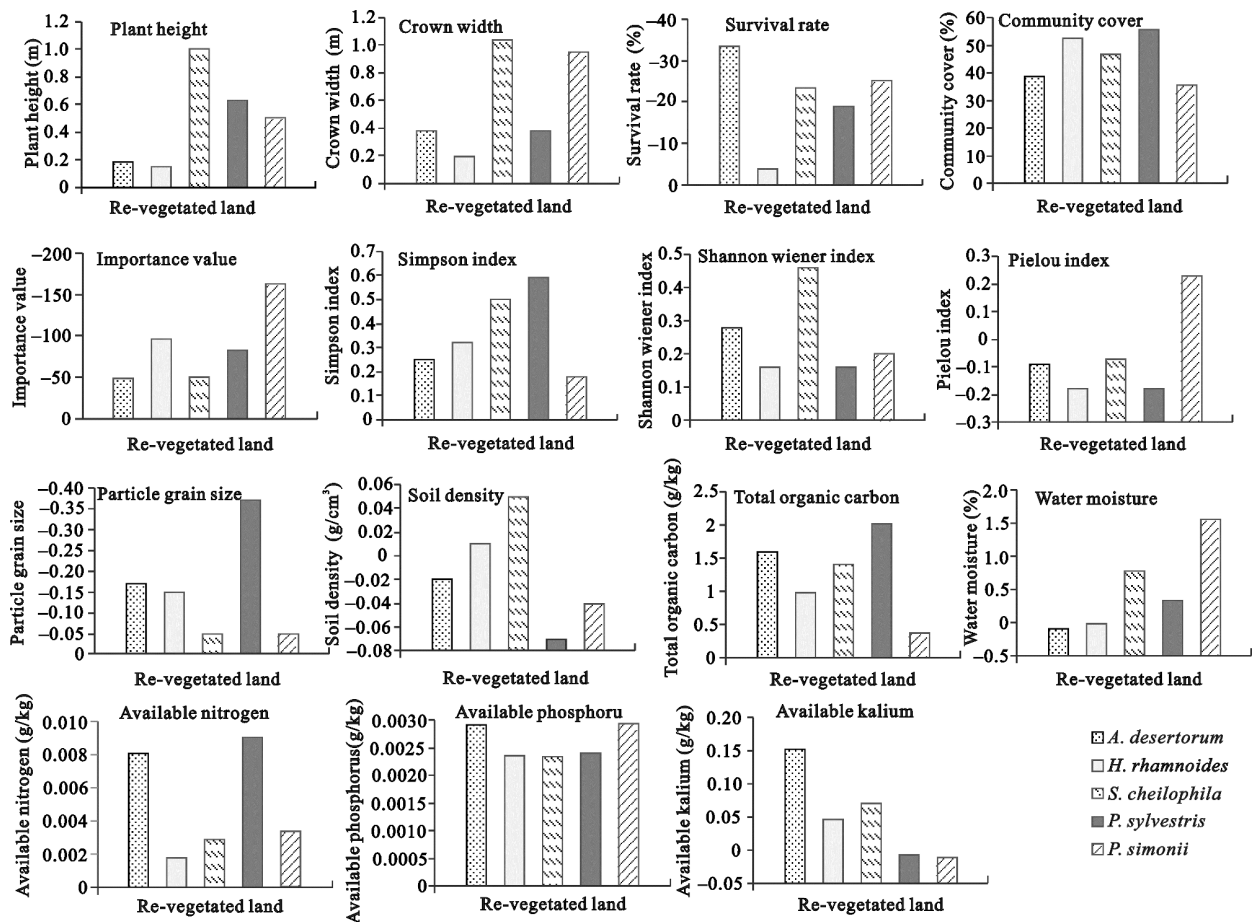 Plant height
Plant height (m)
1.2
1.0
0.8
0.6
0.4
0.2
0
Re-vegetated land
Crown width
Crown width (m)
1.2
1.0
0.8
0.6
0.4
0.2
0
Re-vegetated land
Survival rate
Survival rate (%)
–40
–30
–20
–10
0
Re-vegetated land
Community cover
Community cover (%)
60
50
40
30
20
10
0
Re-vegetated land
Importance value
Importance value
–200
–150
–100
–50
0
Re-vegetated land
Simpson index
Simpson index
0.7
0.6
0.5
0.4
0.3
0.2
0.1
0
Re-vegetated land
Shannon wiener index
Shannon wiener index
0.5
0.4
0.3
0.2
0.1
0
Re-vegetated land
Pielou index
Pielou index
0.3
0.2
0.1
0
–0.1
–0.2
–0.3
Re-vegetated land
Particle grain size
Particle grain size
–0.40
–0.35
–0.30
–0.25
–0.20
–0.15
–0.10
–0.05
0
Re-vegetated land
Soil density
Soil density (g/cm³)
0.06
0.04
0.02
0
–0.02
–0.04
–0.06
–0.08
Re-vegetated land
Total organic carbon
Total organic carbon (g/kg)
2.5
2
1.5
1
0.5
0
Re-vegetated land
Water moisture
Water moisture (%)
2.0
1.5
1.0
0.5
0
–0.5
Re-vegetated land
Available nitrogen
Available nitrogen (g/kg)
0.010
0.008
0.006
0.004
0.002
0
Re-vegetated land
Available phosphoru
Available phosphorus(g/kg)
0.0030
0.0025
0.0020
0.0015
0.0010
0.0005
0
Re-vegetated land
Available kalium
Available kalium (g/kg)
0.20
0.15
0.10
0.05
0
–0.05
Re-vegetated land
A. desertorum
H. rhamnoides
S. cheilophila
P. sylvestris
P. simonii